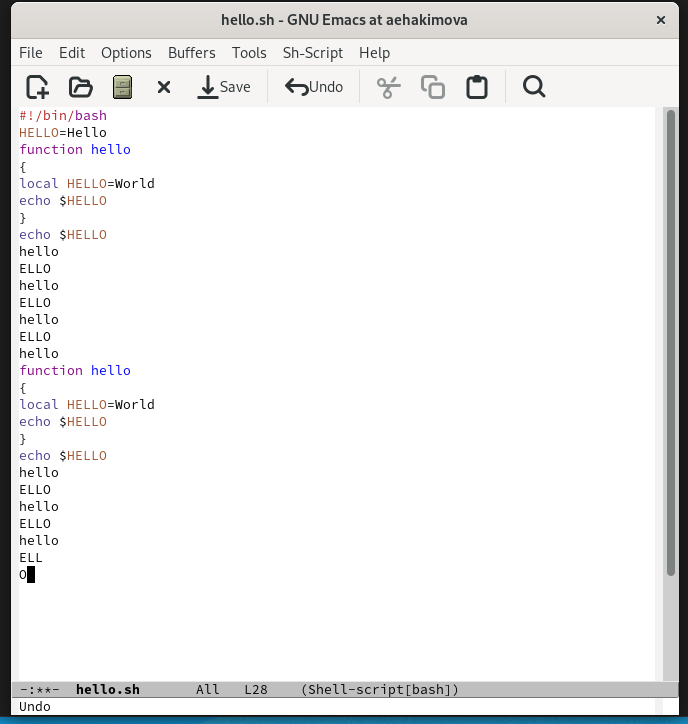 hello.sh - GNU Emacs at aehakimova ×
File Edit Options Buffers Tools Sh-Script Help
Save Undo
#!/bin/bash
HELLO=Hello
function hello
{
local HELLO=World
echo $HELLO
}
echo $HELLO
hello
ELLO
hello
ELLO
hello
ELLO
hello
function hello
{
local HELLO=World
echo $HELLO
}
echo $HELLO
hello
ELLO
hello
ELLO
hello
ELL
O
-:**- hello.sh All L28 (Shell-script[bash])
Undo